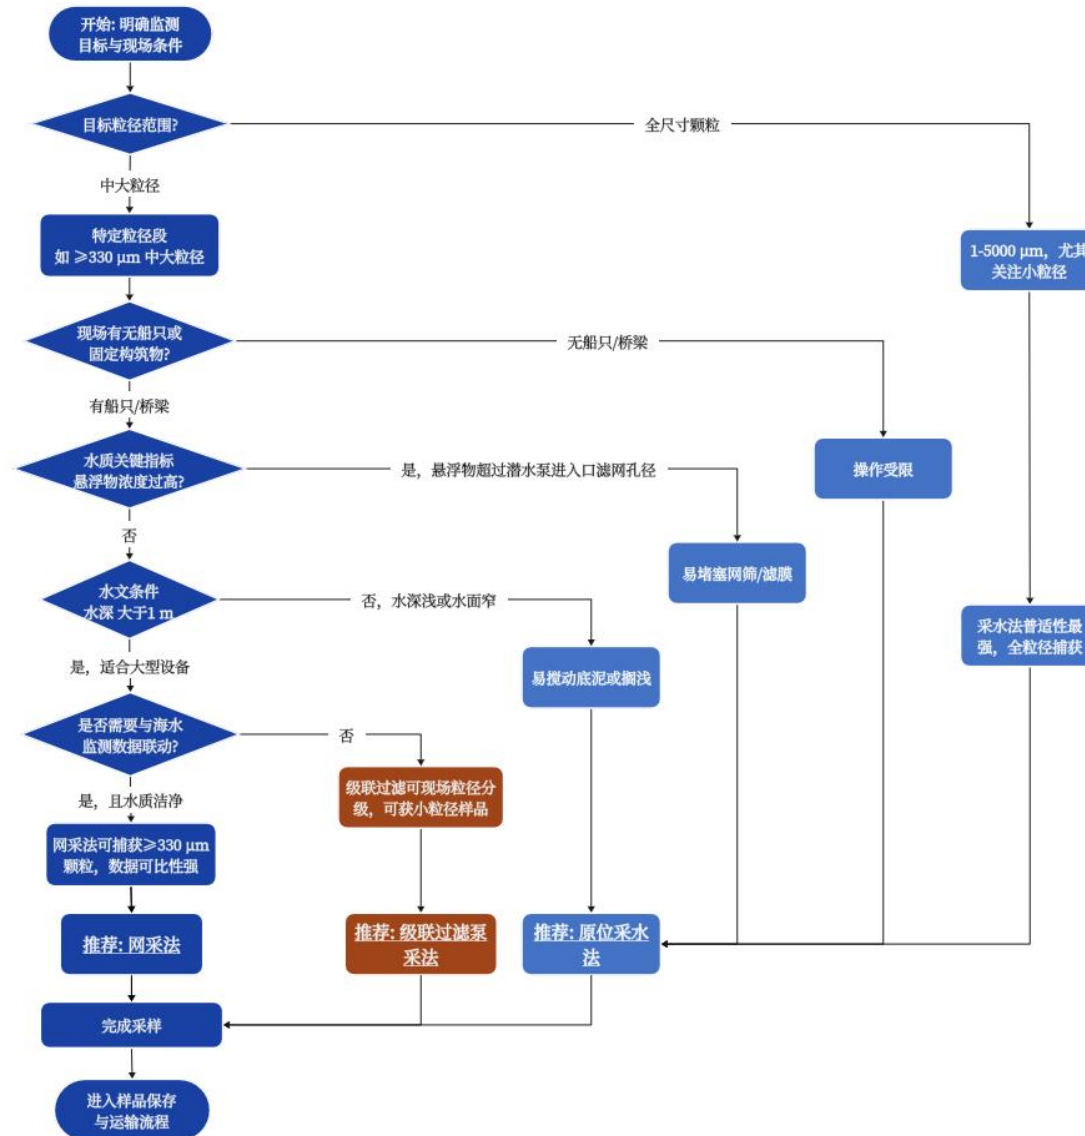 开始: 明确监测
目标与现场条件
目标粒径范围?
全尺寸颗粒
中大粒径
特定粒径段
如 ≥330 μm 中大粒径
1-5000 μm，尤其
关注小粒径
现场有无船只或
固定构筑物?
无船只/桥梁
有船只/桥梁
水质关键指标
悬浮物浓度过高?
是，悬浮物超过潜水泵进入口滤网孔径
操作受限
否
易堵塞网筛/滤膜
水文条件
水深 大于1 m
否，水深浅或水面窄
采水法普适性最
强，全粒径捕获
是，适合大型设备
易搅动底泥或搁浅
是否需要与海水
监测数据联动?
否
级联过滤可现场粒径分
级，可获小粒径样品
是，且水质洁净
网采法可捕获≥330 μm
颗粒，数据可比性强
推荐: 网采法
推荐: 级联过滤泵
采法
推荐: 原位采水
法
完成采样
进入样品保存
与运输流程